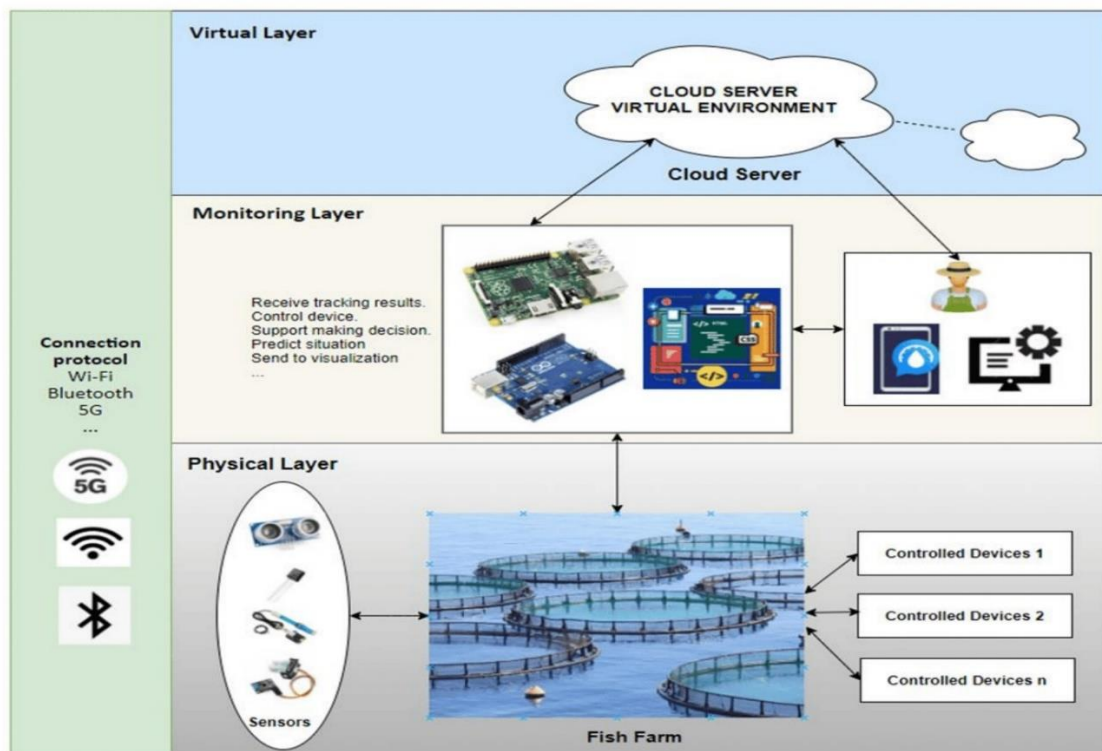 Virtual Layer
CLOUD SERVER
VIRTUAL ENVIRONMENT
Cloud Server
Monitoring Layer
Receive tracking results.
Control device.
Support making decision.
Predict situation
Send to visualization
...
CSS
Connection
protocol
Wi-Fi
Bluetooth
5G
...
5G
Physical Layer
Sensors
Fish Farm
Controlled Devices 1
Controlled Devices 2
Controlled Devices n